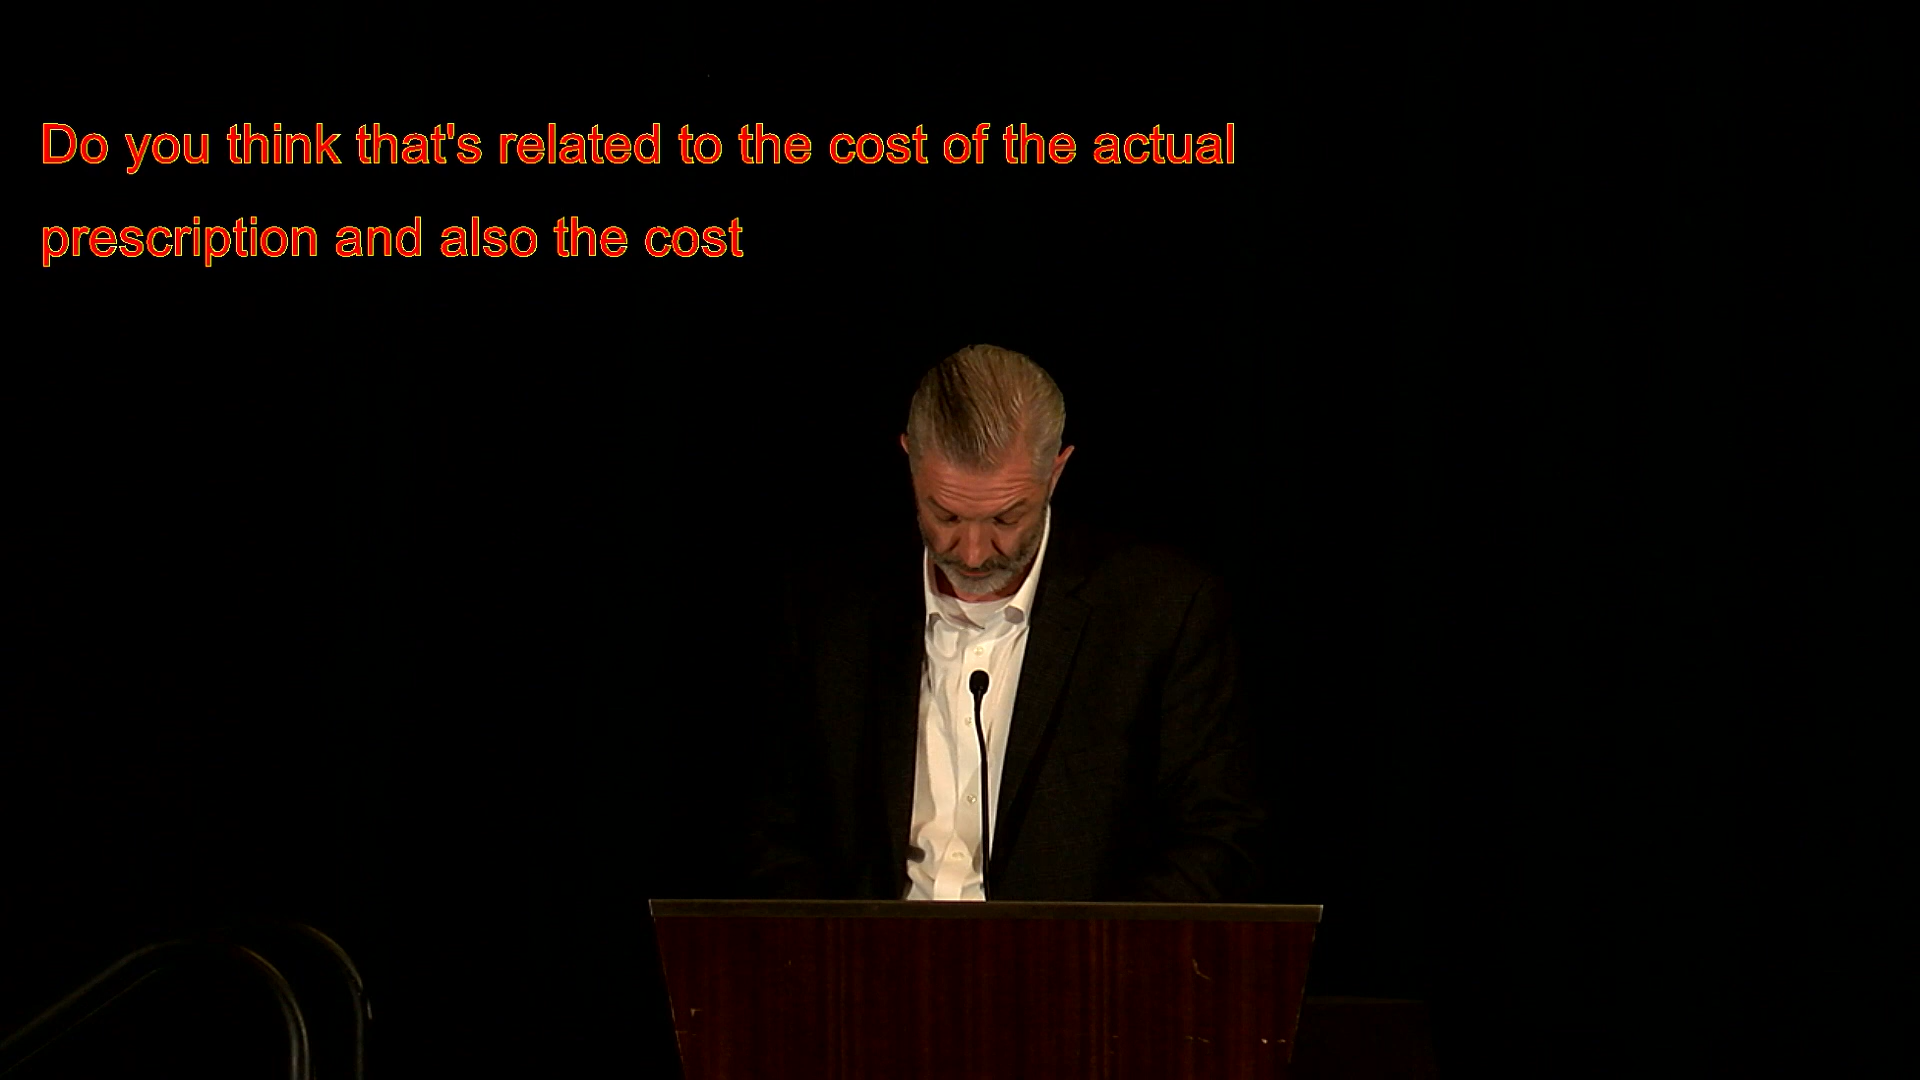 Do you think that's related to the cost of the actual
prescription and also the cost